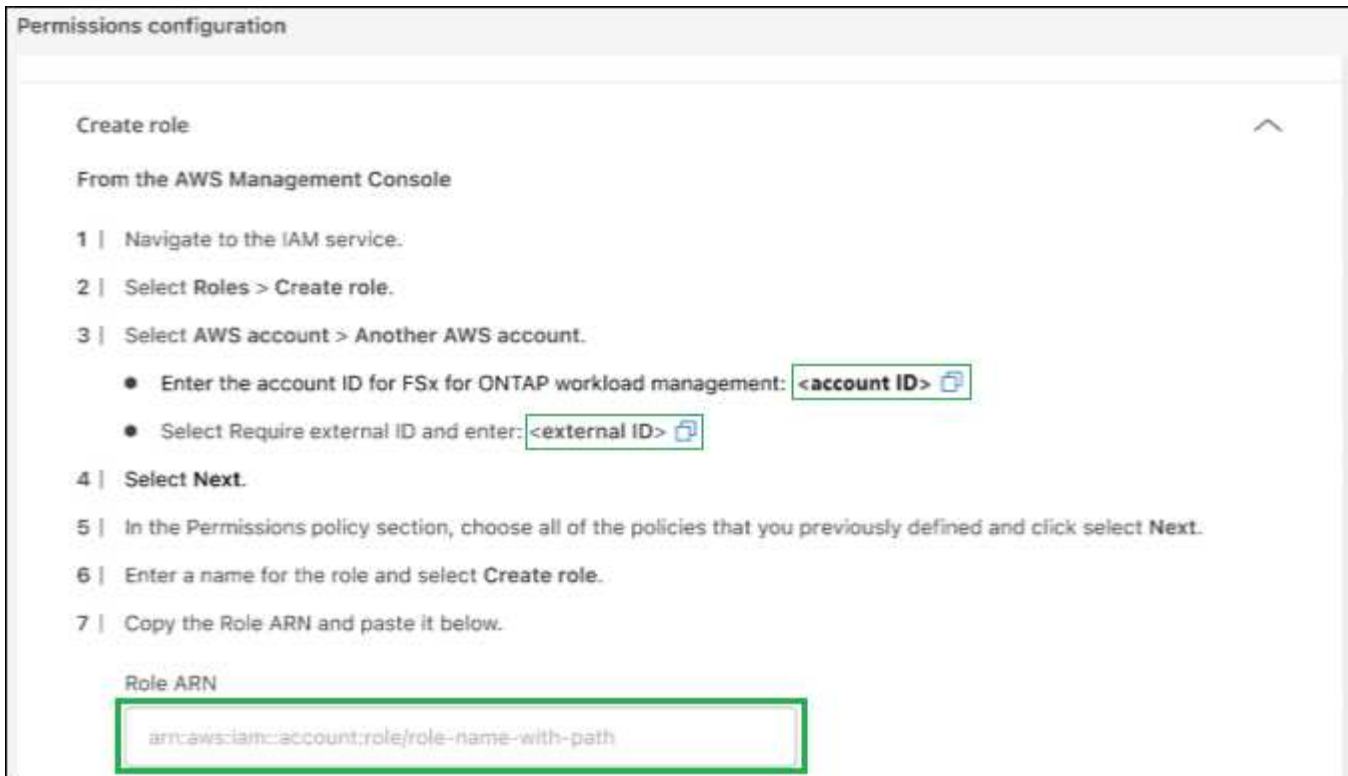 Permissions configuration
Create role
From the AWS Management Console
1 | Navigate to the IAM service.
2 | Select Roles > Create role.
3 | Select AWS account > Another AWS account.
● Enter the account ID for FSx for ONTAP workload management: <account ID>
● Select Require external ID and enter: <external ID>
4 | Select Next.
5 | In the Permissions policy section, choose all of the policies that you previously defined and click select Next.
6 | Enter a name for the role and select Create role.
7 | Copy the Role ARN and paste it below.
Role ARN
arn:aws:iam::account:role/role-name-with-path